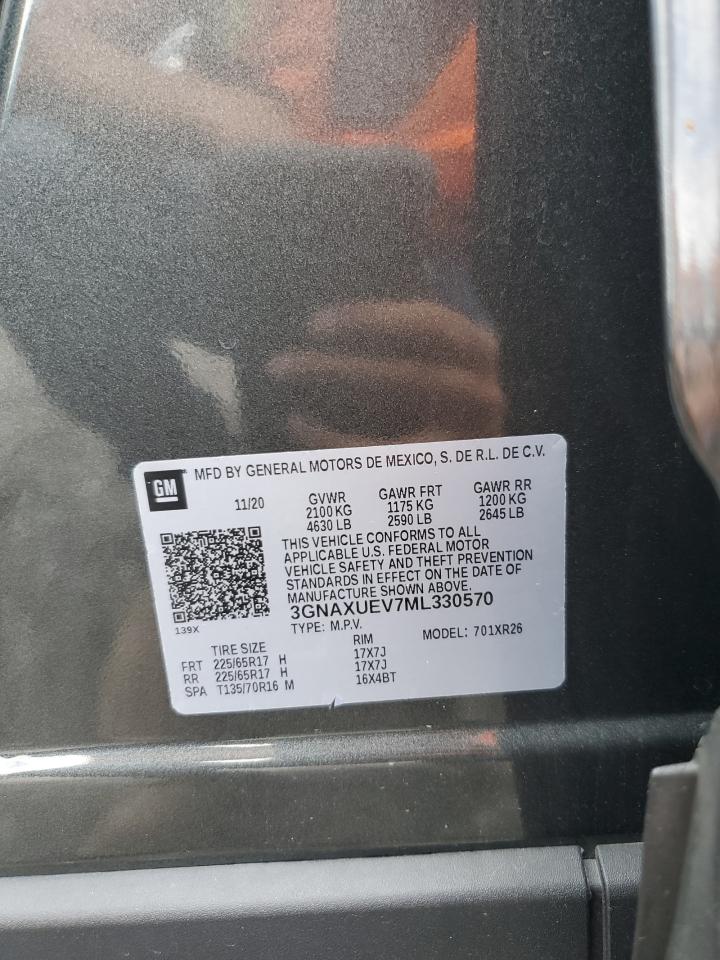 GM MFD BY GENERAL MOTORS DE MEXICO, S. DE R.L. DE C.V.
11/20 GVWR GAWR FRT GAWR RR
2100 KG 1175 KG 1200 KG
4630 LB 2590 LB 2645 LB
THIS VEHICLE CONFORMS TO ALL
APPLICABLE U.S. FEDERAL MOTOR
VEHICLE SAFETY AND THEFT PREVENTION
STANDARDS IN EFFECT ON THE DATE OF
MANUFACTURE SHOWN ABOVE.
3GNAXUEV7ML330570
139X TYPE: M.P.V. MODEL: 701XR26
TIRE SIZE RIM
FRT 225/65R17 H 17X7J
RR 225/65R17 H 17X7J
SPA T135/70R16 M 16X4BT